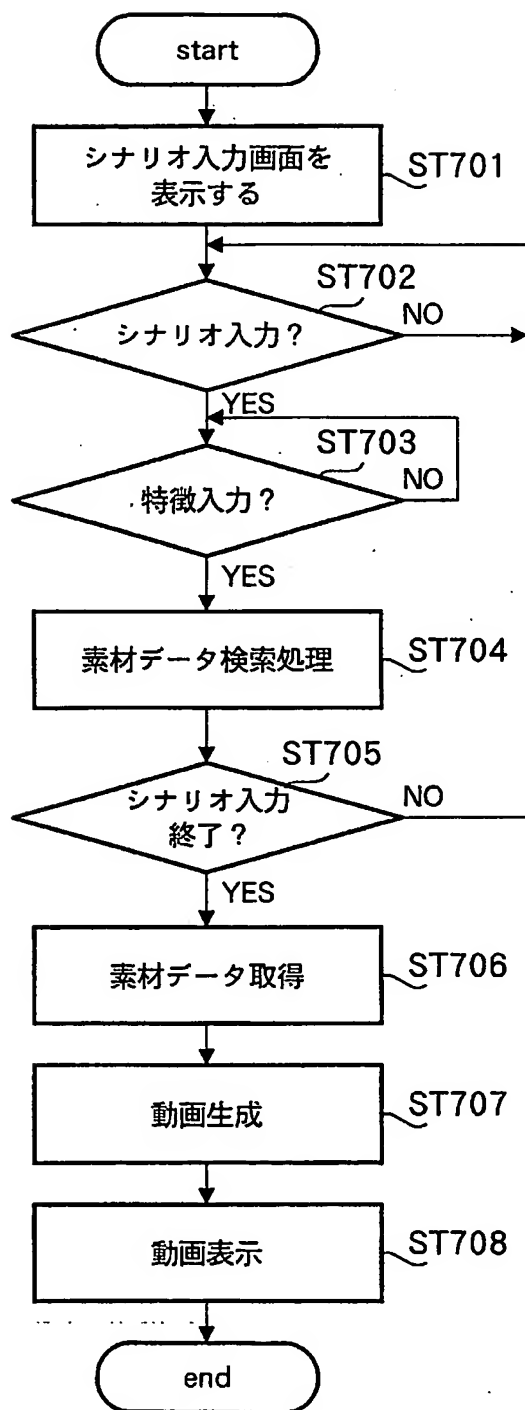 start
シナリオ入力画面を
表示する
ST701
ST702
シナリオ入力?
NO
YES
ST703
特徴入力?
NO
YES
素材データ検索処理
ST704
ST705
シナリオ入力
終了?
NO
YES
素材データ取得
ST706
動画生成
ST707
動画表示
ST708
end